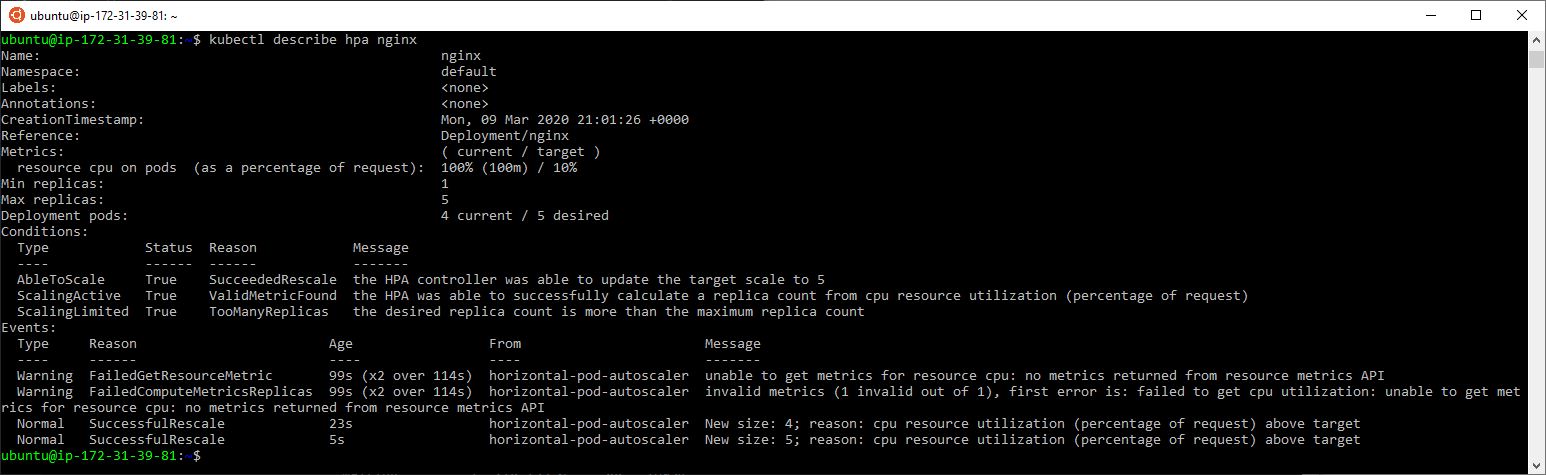 ubuntu@ip-172-31-39-81: ~
ubuntu@ip-172-31-39-81:~$ kubectl describe hpa nginx
Name:                                                  nginx
Namespace:                                             default
Labels:                                                <none>
Annotations:                                           <none>
CreationTimestamp:                                     Mon, 09 Mar 2020 21:01:26 +0000
Reference:                                             Deployment/nginx
Metrics:                                               ( current / target )
  resource cpu on pods  (as a percentage of request):  100% (100m) / 10%
Min replicas:                                          1
Max replicas:                                          5
Deployment pods:                                       4 current / 5 desired
Conditions:
  Type            Status  Reason            Message
  ----            ------  ------            -------
  AbleToScale     True    SucceededRescale  the HPA controller was able to update the target scale to 5
  ScalingActive   True    ValidMetricFound  the HPA was able to successfully calculate a replica count from cpu resource utilization (percentage of request)
  ScalingLimited  True    TooManyReplicas   the desired replica count is more than the maximum replica count
Events:
  Type     Reason                        Age                 From                       Message
  ----     ------                        ----                ----                       -------
  Warning  FailedGetResourceMetric       99s (x2 over 114s)  horizontal-pod-autoscaler  unable to get metrics for resource cpu: no metrics returned from resource metrics API
  Warning  FailedComputeMetricsReplicas  99s (x2 over 114s)  horizontal-pod-autoscaler  invalid metrics (1 invalid out of 1), first error is: failed to get cpu utilization: unable to get met
rics for resource cpu: no metrics returned from resource metrics API
  Normal   SuccessfulRescale             23s                 horizontal-pod-autoscaler  New size: 4; reason: cpu resource utilization (percentage of request) above target
  Normal   SuccessfulRescale             5s                  horizontal-pod-autoscaler  New size: 5; reason: cpu resource utilization (percentage of request) above target
ubuntu@ip-172-31-39-81:~$